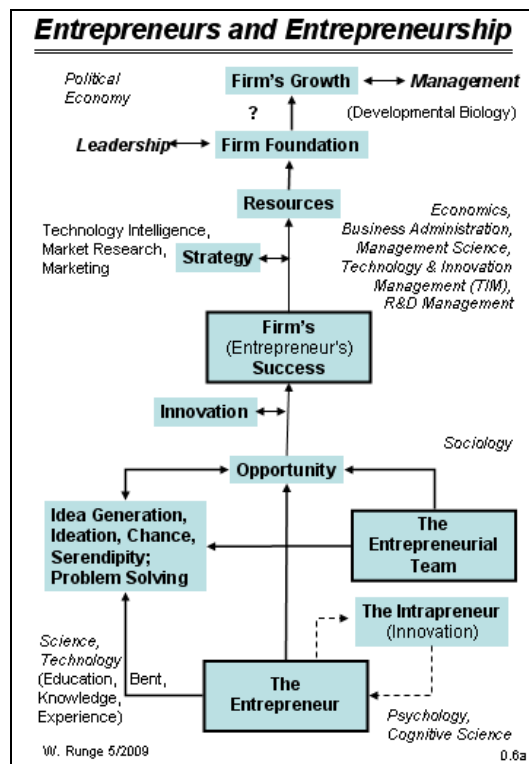 Entrepreneurs and Entrepreneurship
Political
Economy
Firm's Growth
Management
?
(Developmental Biology)
Leadership
Firm Foundation
Resources
Technology Intelligence,
Market Research,
Marketing
Strategy
Economics,
Business Administration,
Management Science,
Technology & Innovation
Management (TIM),
R&D Management
Firm's
(Entrepreneur's)
Success
Innovation
Sociology
Opportunity
Idea Generation,
Ideation, Chance,
Serendipity;
Problem Solving
The
Entrepreneurial
Team
The Intrapreneur
(Innovation)
Science,
Technology
(Education, Bent,
Knowledge,
Experience)
The
Entrepreneur
Psychology,
Cognitive Science
W. Runge 5/2009
0.6a